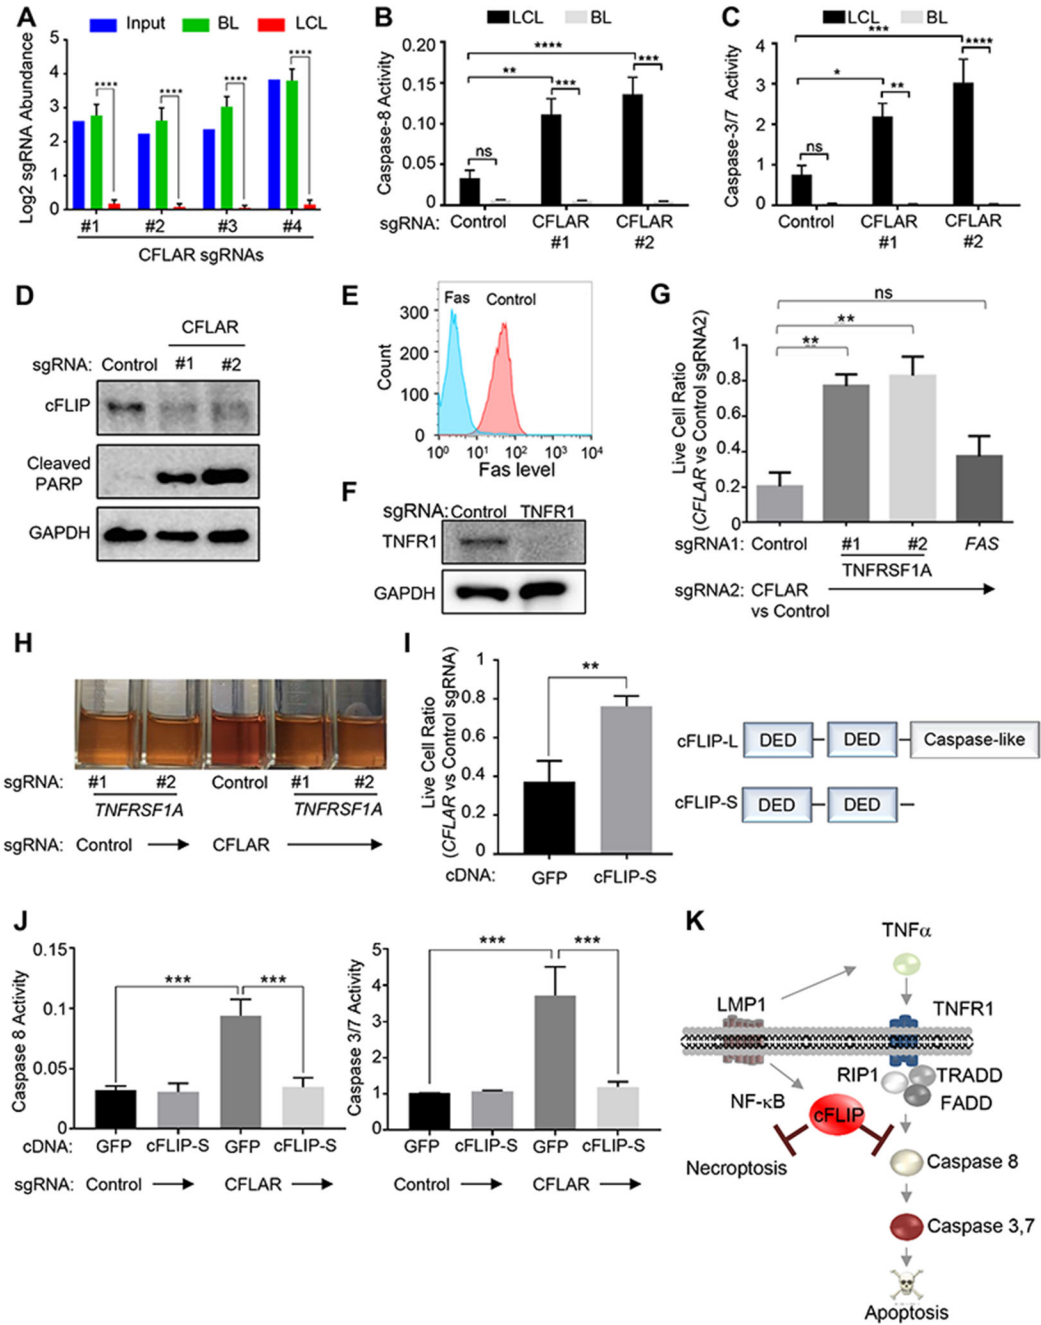 A
Input BL LCL
Log2 sgRNA Abundance
5
4
3
2
1
0
**** **** **** ****
#1 #2 #3 #4
CFLAR sgRNAs
B
LCL BL
Caspase-8 Activity
0.20
0.15
0.10
0.05
0
****
** *** ***
ns
sgRNA: Control CFLAR CFLAR
#1 #2
C
LCL BL
Caspase-3/7 Activity
4
3
2
1
0
***
* ** ****
ns
Control CFLAR CFLAR
#1 #2
D
CFLAR
sgRNA: Control #1 #2
cFLIP
Cleaved
PARP
GAPDH
E
Fas Control
Count
300
200
100
0
10⁰ 10¹ 10² 10³ 10⁴
Fas level
F
sgRNA: Control TNFR1
TNFR1
GAPDH
G
Live Cell Ratio
(CFLAR vs Control sgRNA2)
1
0.8
0.6
0.4
0.2
0
ns
**
**
sgRNA1: Control #1 #2 FAS
TNFRSF1A
sgRNA2: CFLAR
vs Control
H
sgRNA: #1 #2 Control #1 #2
TNFRSF1A TNFRSF1A
sgRNA: Control CFLAR
I
Live Cell Ratio
(CFLAR vs Control sgRNA)
1
0.8
0.6
0.4
0.2
0
**
cDNA: GFP cFLIP-S
cFLIP-L DED DED Caspase-like
cFLIP-S DED DED
J
Caspase 8 Activity
0.15
0.1
0.05
0
*** ***
cDNA: GFP cFLIP-S GFP cFLIP-S
sgRNA: Control CFLAR
Caspase 3/7 Activity
5
4
3
2
1
0
*** ***
GFP cFLIP-S GFP cFLIP-S
Control CFLAR
K
TNFα
LMP1 TNFR1
RIP1 TRADD
FADD
NF-κB cFLIP
Necroptosis
Caspase 8
Caspase 3,7
Apoptosis